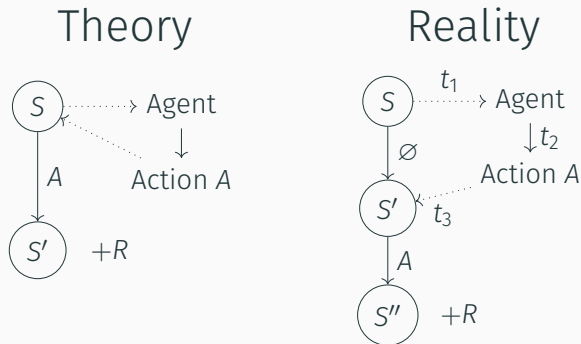 Theory
S
Agent
A
Action A
S′ +R
Reality
S
t₁
Agent
∅
t₂
Action A
S′
t₃
A
S″ +R